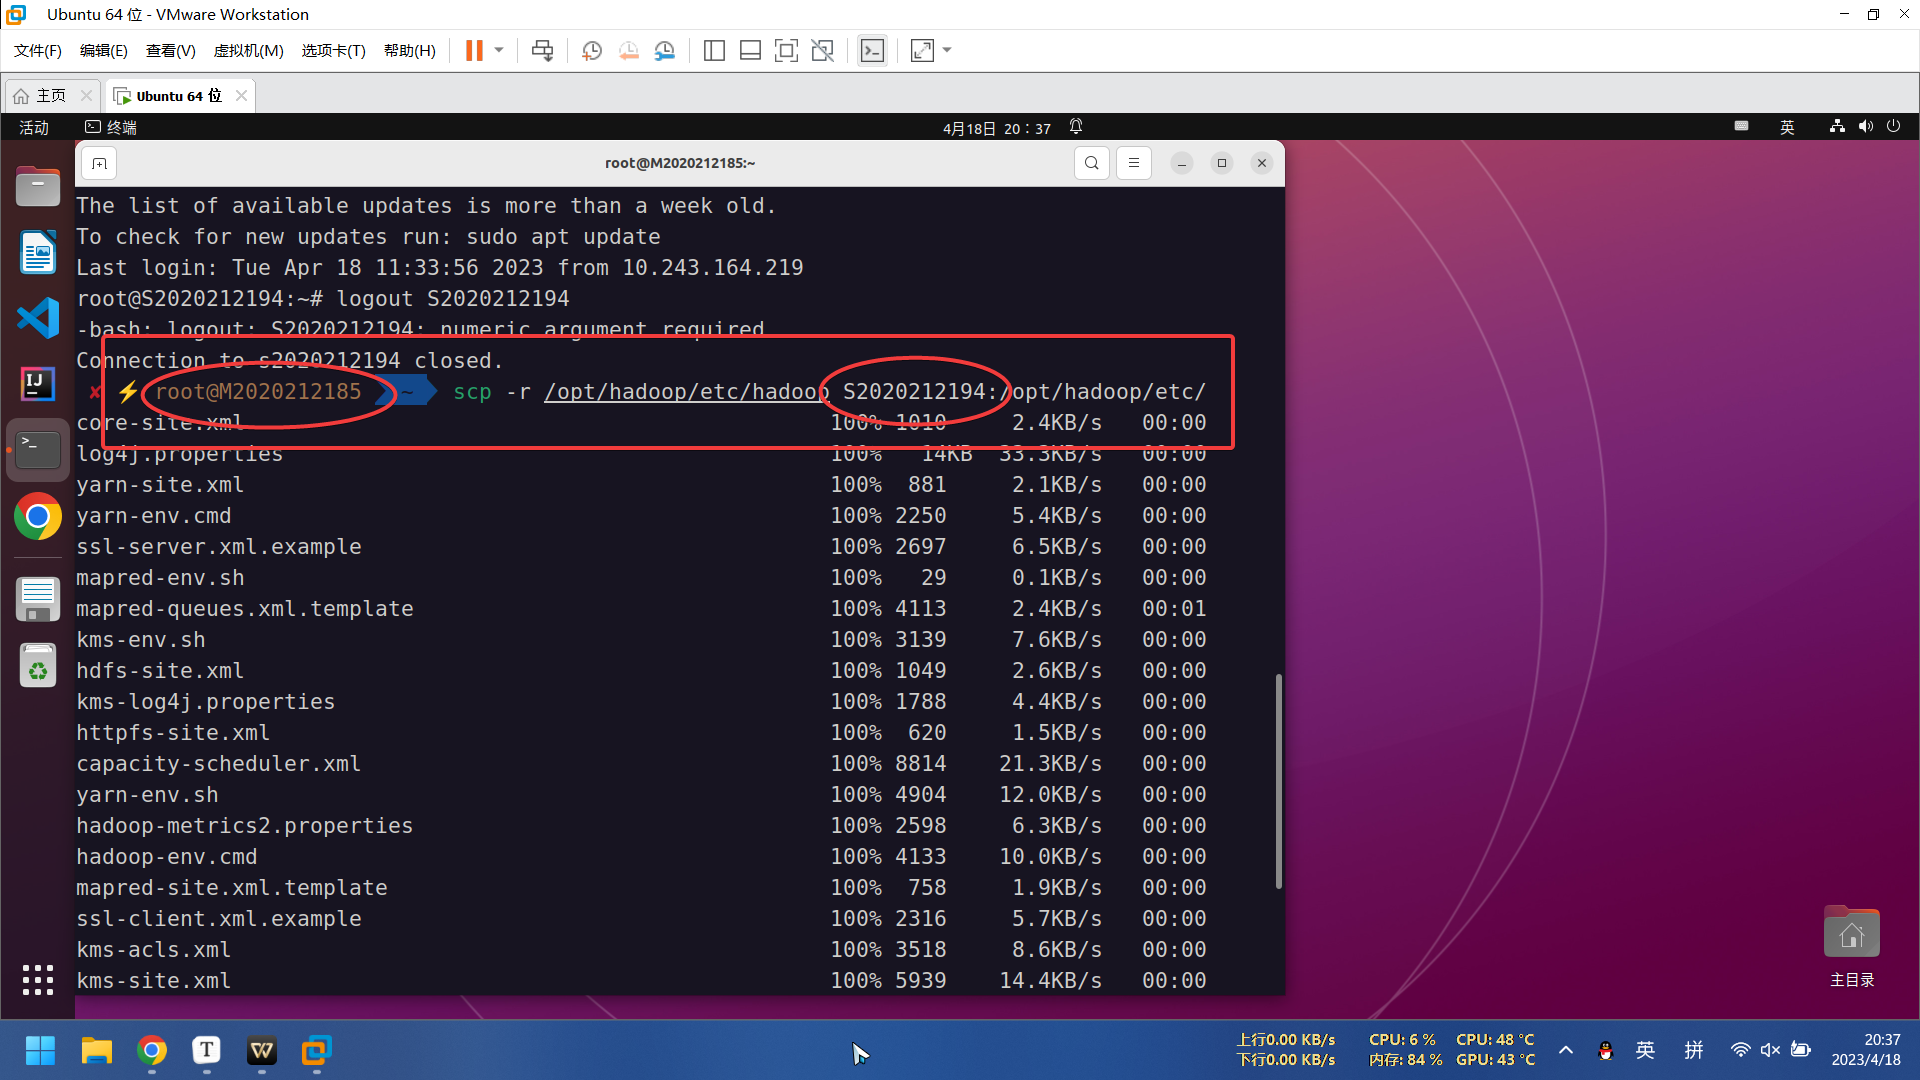 Ubuntu 64 位 - VMware Workstation
文件(F) 编辑(E) 查看(V) 虚拟机(M) 选项卡(T) 帮助(H)
主页 Ubuntu 64 位
活动 终端 4月18日 20：37 英
root@M2020212185:~
The list of available updates is more than a week old.
To check for new updates run: sudo apt update
Last login: Tue Apr 18 11:33:56 2023 from 10.243.164.219
root@S2020212194:~# logout S2020212194
-bash: logout: S2020212194: numeric argument required
Connection to s2020212194 closed.
✘ ⚡ root@M2020212185 ~ scp -r /opt/hadoop/etc/hadoop S2020212194:/opt/hadoop/etc/
core-site.xml 100% 1010 2.4KB/s 00:00
log4j.properties 100% 14KB 33.3KB/s 00:00
yarn-site.xml 100% 881 2.1KB/s 00:00
yarn-env.cmd 100% 2250 5.4KB/s 00:00
ssl-server.xml.example 100% 2697 6.5KB/s 00:00
mapred-env.sh 100% 29 0.1KB/s 00:00
mapred-queues.xml.template 100% 4113 2.4KB/s 00:01
kms-env.sh 100% 3139 7.6KB/s 00:00
hdfs-site.xml 100% 1049 2.6KB/s 00:00
kms-log4j.properties 100% 1788 4.4KB/s 00:00
httpfs-site.xml 100% 620 1.5KB/s 00:00
capacity-scheduler.xml 100% 8814 21.3KB/s 00:00
yarn-env.sh 100% 4904 12.0KB/s 00:00
hadoop-metrics2.properties 100% 2598 6.3KB/s 00:00
hadoop-env.cmd 100% 4133 10.0KB/s 00:00
mapred-site.xml.template 100% 758 1.9KB/s 00:00
ssl-client.xml.example 100% 2316 5.7KB/s 00:00
kms-acls.xml 100% 3518 8.6KB/s 00:00
kms-site.xml 100% 5939 14.4KB/s 00:00
主目录
上行0.00 KB/s CPU: 6 % CPU: 48 °C
下行0.00 KB/s 内存: 84 % GPU: 43 °C
英 拼
20:37
2023/4/18